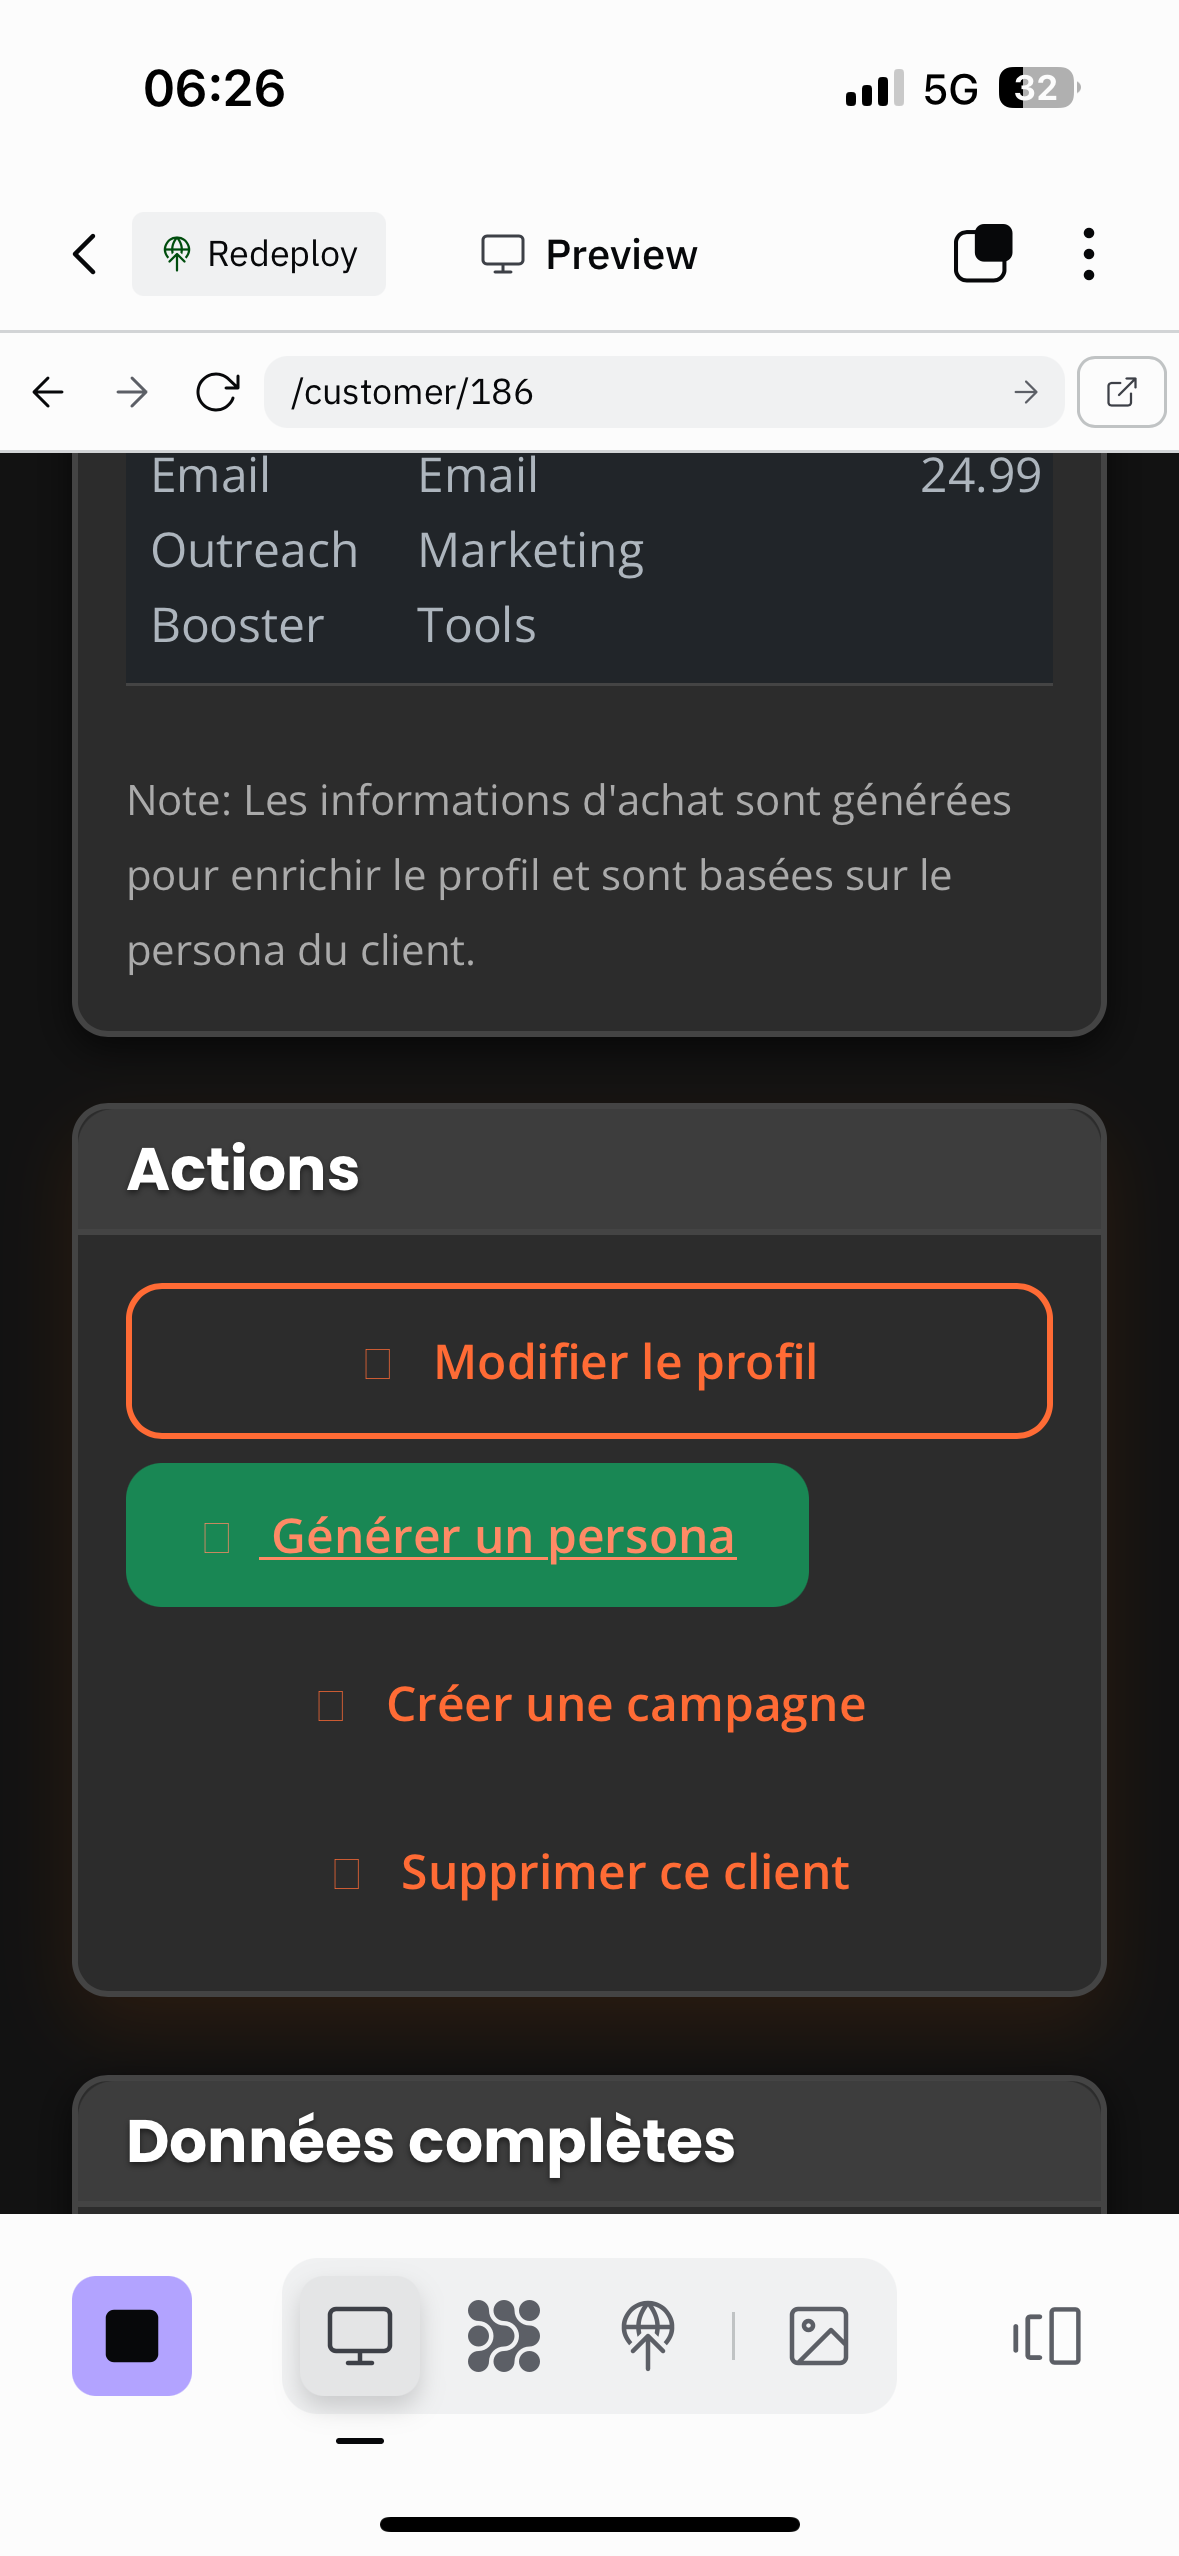 06:26
5G 32
Redeploy
Preview
/customer/186
Email Email 24.99
Outreach Marketing
Booster Tools
Note: Les informations d'achat sont générées
pour enrichir le profil et sont basées sur le
persona du client.
Actions
Modifier le profil
Générer un persona
Créer une campagne
Supprimer ce client
Données complètes